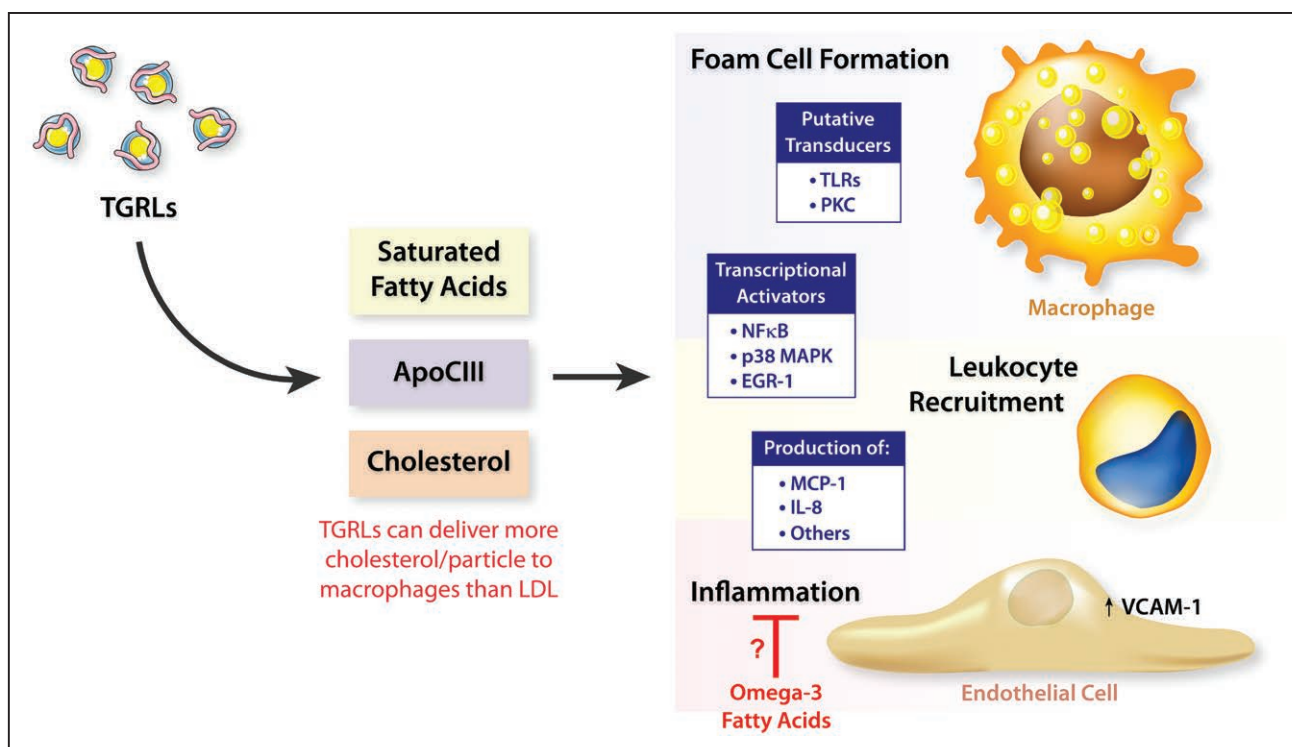 TGRLs
Saturated
Fatty Acids
ApoCIII
Cholesterol
TGRLs can deliver more
cholesterol/particle to
macrophages than LDL
Foam Cell Formation
Putative
Transducers
• TLRs
• PKC
Macrophage
Transcriptional
Activators
• NFκB
• p38 MAPK
• EGR-1
Leukocyte
Recruitment
Production of:
• MCP-1
• IL-8
• Others
Inflammation
↑ VCAM-1
?
Omega-3
Fatty Acids
Endothelial Cell